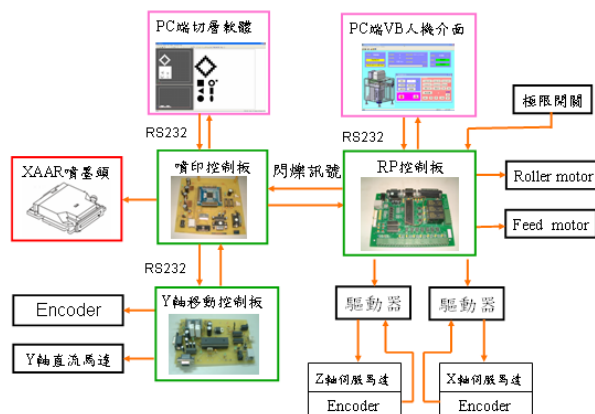 PC端切層軟體
PC端VB人機介面
極限開關
RS232
RS232
XAAR噴墨頭
噴印控制板
閃爍訊號
RP控制板
Roller motor
Feed motor
RS232
Encoder
Y軸移動控制板
Y軸直流馬達
驅動器
驅動器
Z軸伺服馬達
Encoder
X軸伺服馬達
Encoder